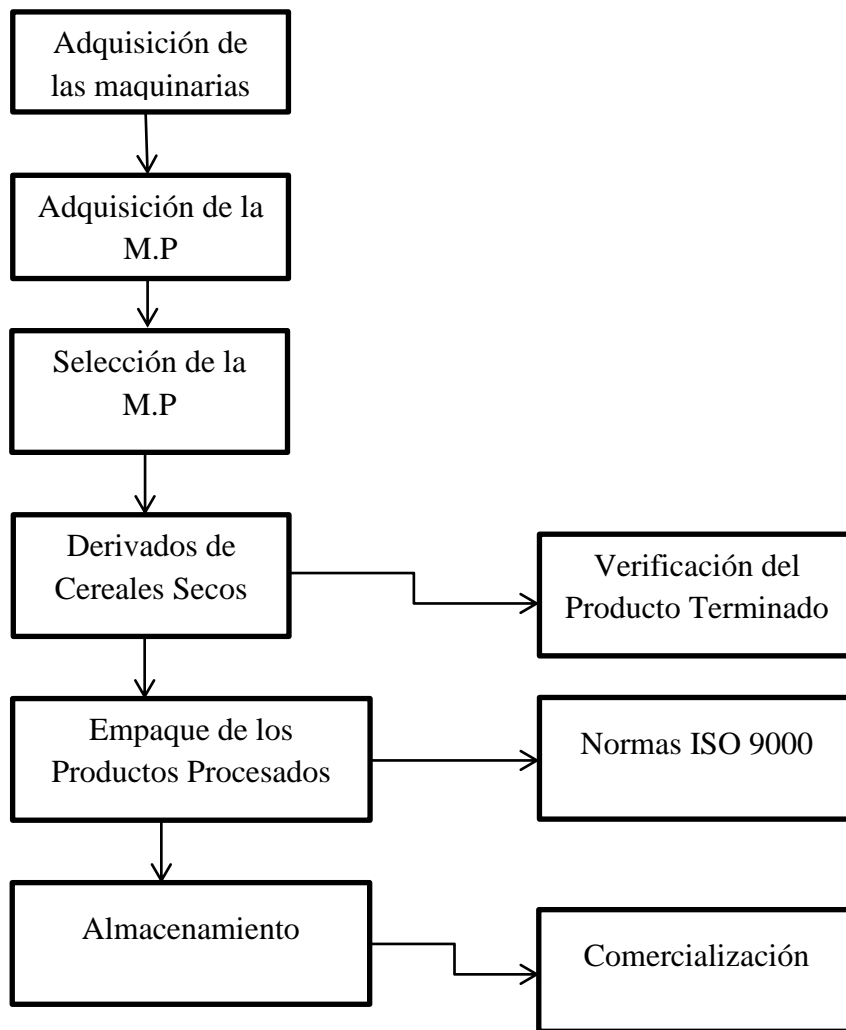 Adquisición de
las maquinarias
Adquisición de la
M.P
Selección de la
M.P
Derivados de
Cereales Secos
Verificación del
Producto Terminado
Empaque de los
Productos Procesados
Normas ISO 9000
Almacenamiento
Comercialización